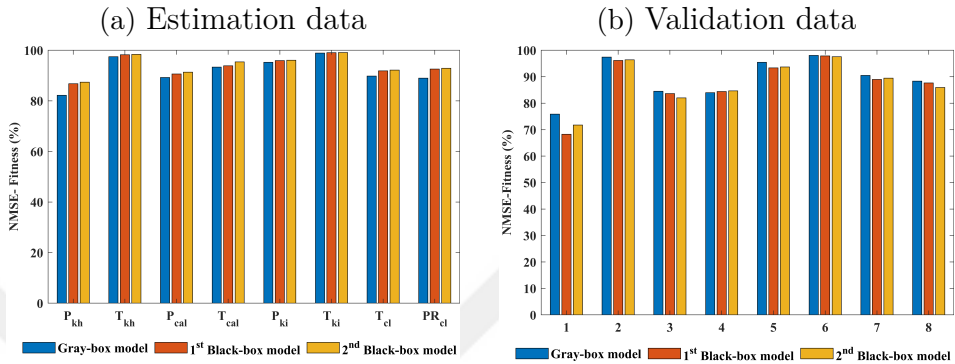 (a) Estimation data
(b) Validation data
NMSE- Fitness (%)
100
80
60
40
20
0
P_kh T_kh P_cal T_cal P_ki T_ki T_cl PR_cl
Gray-box model 1st Black-box model 2nd Black-box model
NMSE-Fitness (%)
100
90
80
70
60
50
40
30
20
10
0
1 2 3 4 5 6 7 8
Gray-box model 1st Black-box model 2nd Black-box model